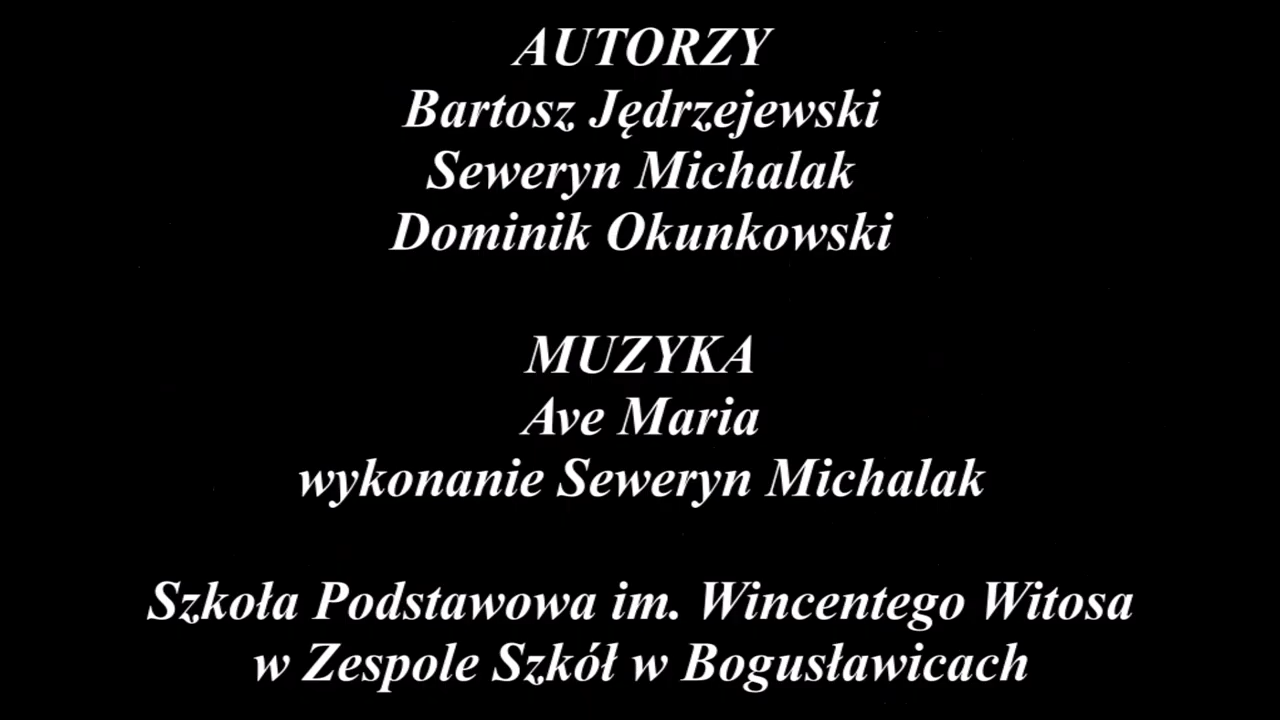 AUTORZY
Bartosz Jędrzejewski
Seweryn Michalak
Dominik Okunkowski
MUZYKA
Ave Maria
wykonanie Seweryn Michalak
Szkoła Podstawowa im. Wincentego Witosa
w Zespole Szkół w Bogusławicach